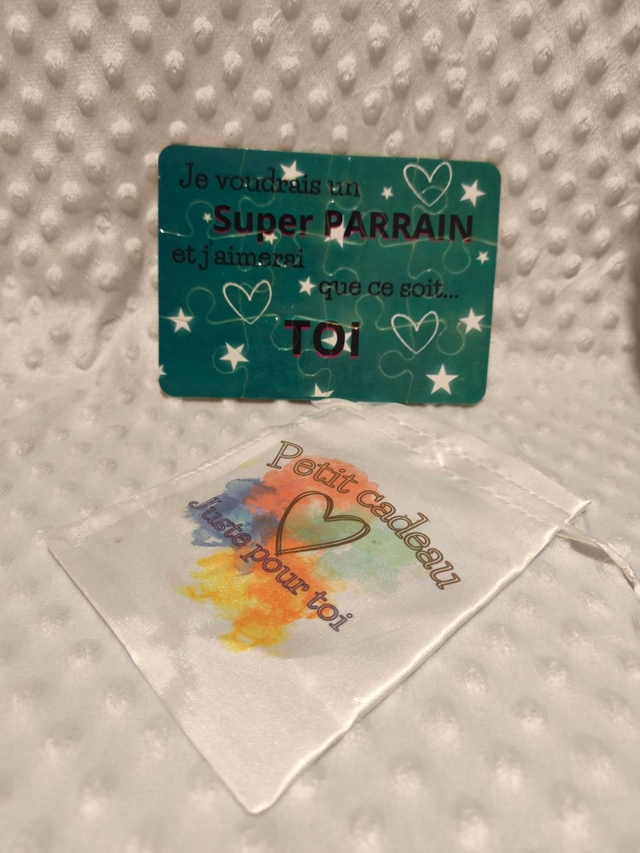 Je voudrais un
Super PARRAIN
et j'aimerai
que ce soit...
TOI
Petit cadeau
Juste pour toi